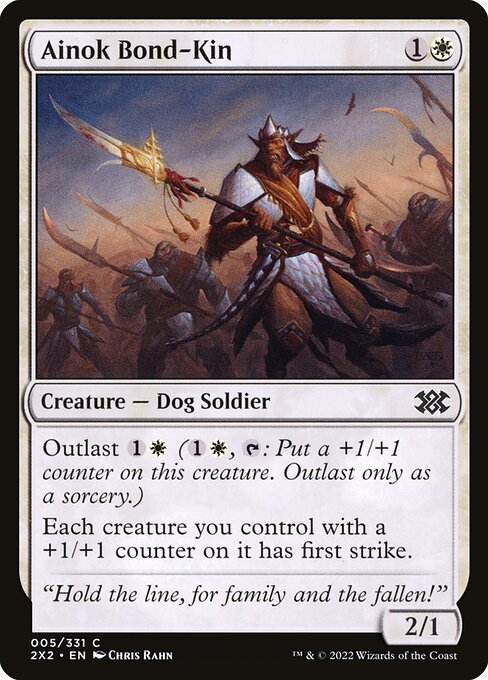 Ainok Bond-Kin 1
Creature — Dog Soldier
Outlast 1 (1, : Put a +1/+1
counter on this creature. Outlast only as
a sorcery.)
Each creature you control with a
+1/+1 counter on it has first strike.
“Hold the line, for family and the fallen!”
2/1
005/331 C
2X2 • EN Chris Rahn
™ & © 2022 Wizards of the Coast